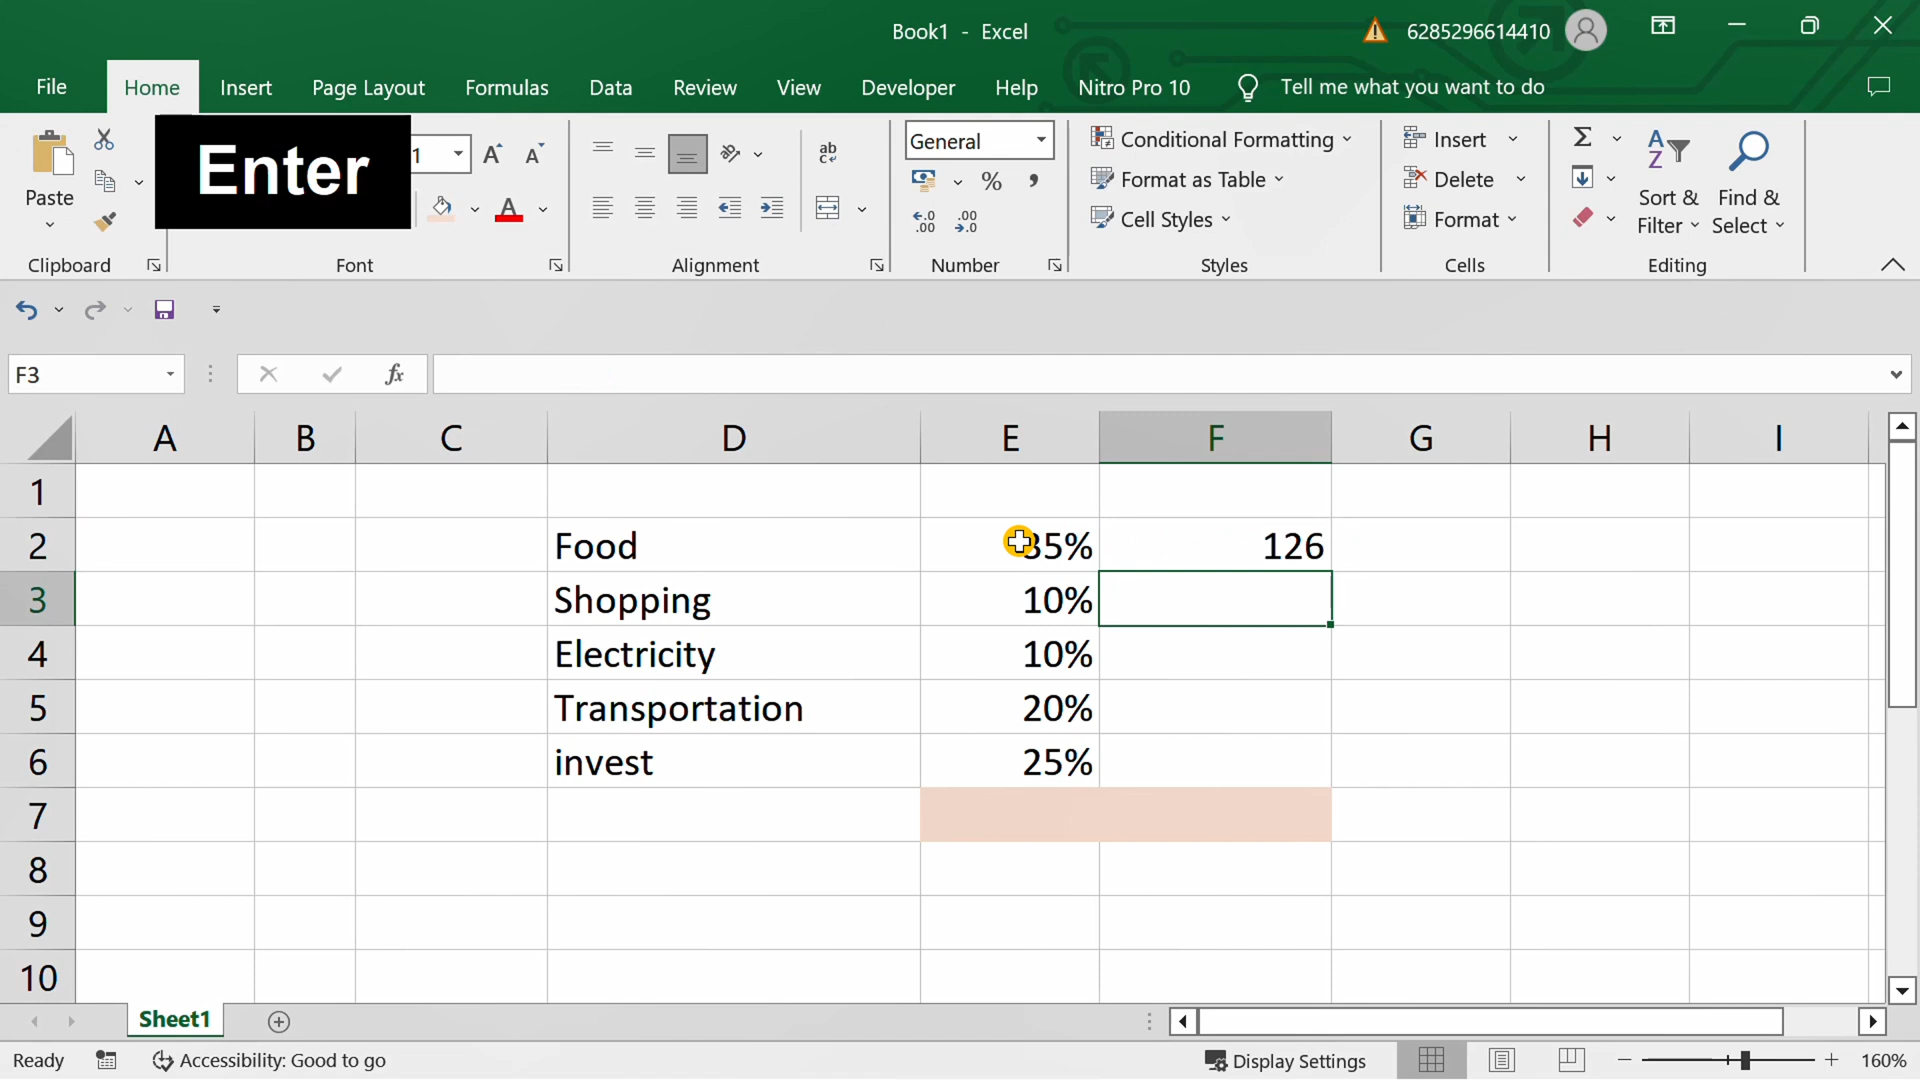 Book1 - Excel
6285296614410
File Home Insert Page Layout Formulas Data Review View Developer Help Nitro Pro 10 Tell me what you want to do
Enter
Paste
Clipboard
Font
ab
Alignment
General
% ,
Number
Conditional Formatting
Format as Table
Cell Styles
Styles
Insert
Delete
Format
Cells
Sort & Filter
Find & Select
Editing
F3
fx
A B C D E F G H I
1
2 Food 35% 126
3 Shopping 10%
4 Electricity 10%
5 Transportation 20%
6 invest 25%
7
8
9
10
Sheet1
Ready Accessibility: Good to go Display Settings 160%